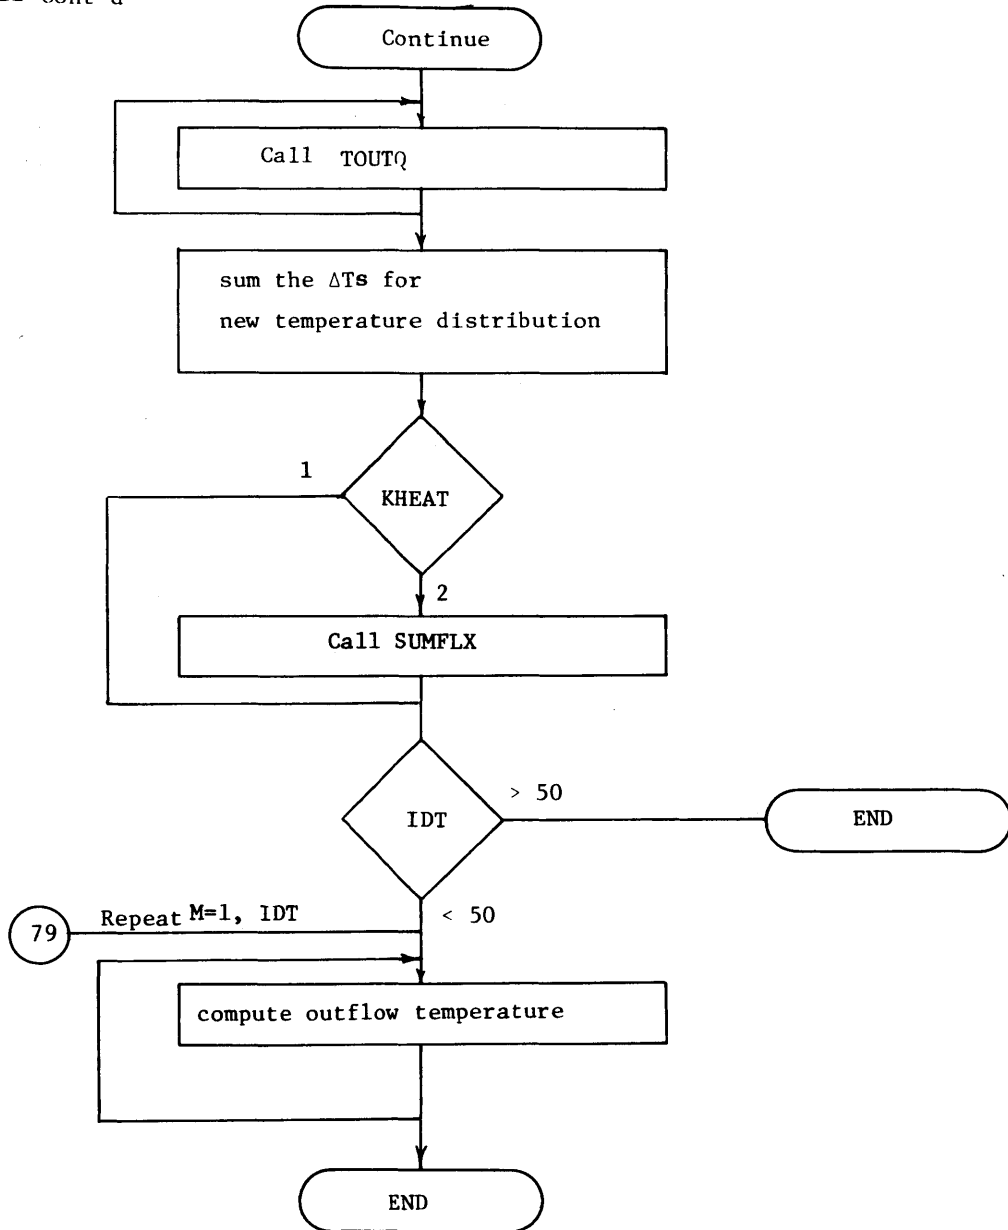 cont'd
Continue
Call TOUTQ
sum the ΔTs for
new temperature distribution
1
KHEAT
2
Call SUMFLX
> 50
IDT
END
79
Repeat M=1, IDT
< 50
compute outflow temperature
END